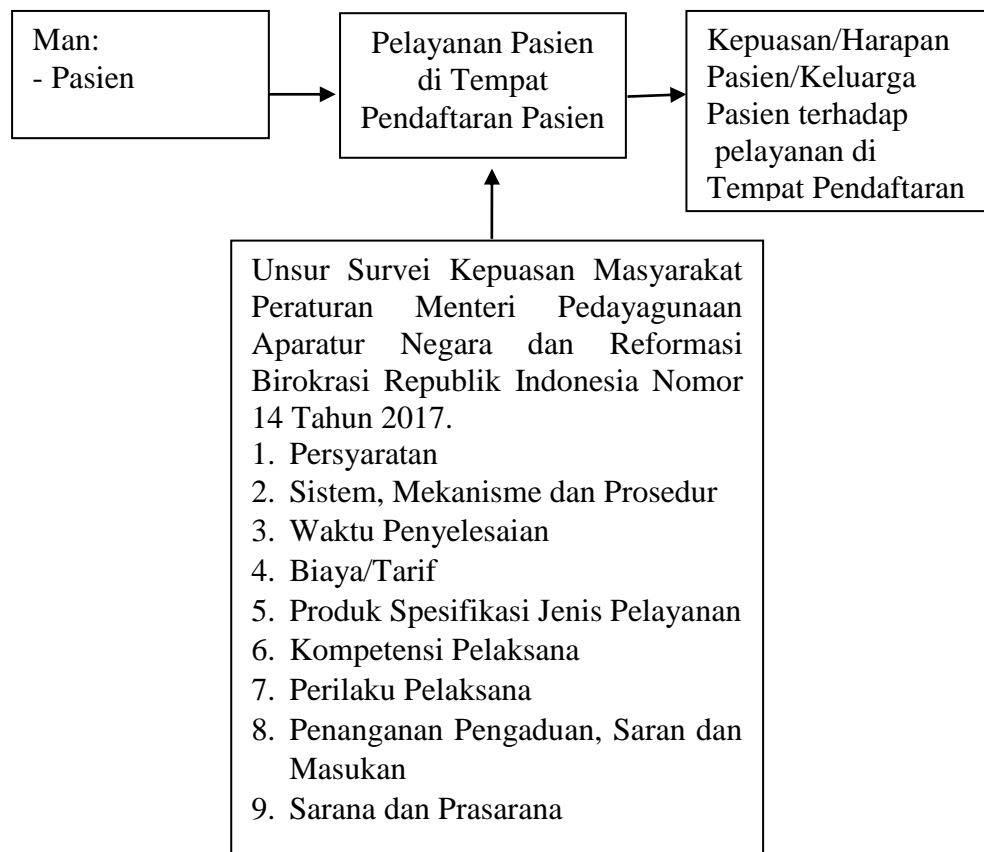 Man:
- Pasien
Pelayanan Pasien
di Tempat
Pendaftaran Pasien
Kepuasan/Harapan
Pasien/Keluarga
Pasien terhadap
pelayanan di
Tempat Pendaftaran
Unsur Survei Kepuasan Masyarakat
Peraturan Menteri Pedayagunaan
Aparatur Negara dan Reformasi
Birokrasi Republik Indonesia Nomor
14 Tahun 2017.
1. Persyaratan
2. Sistem, Mekanisme dan Prosedur
3. Waktu Penyelesaian
4. Biaya/Tarif
5. Produk Spesifikasi Jenis Pelayanan
6. Kompetensi Pelaksana
7. Perilaku Pelaksana
8. Penanganan Pengaduan, Saran dan
Masukan
9. Sarana dan Prasarana